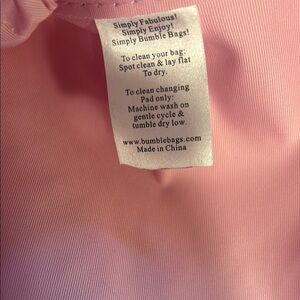 Simply Fabulous!
Simply Enjoy!
Simply Bumble Bags!
To clean your bag:
Spot clean & lay flat
To dry.
To clean changing
Pad only:
Machine wash on
gentle cycle &
tumble dry low.
www.bumblebags.com
Made in China